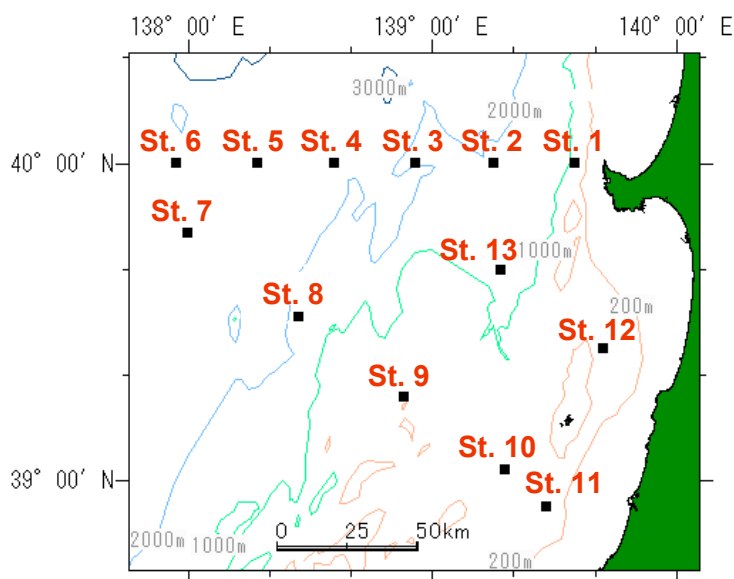 138° 00′ E 139° 00′ E 140° 00′ E
3000m
2000m
St. 6 St. 5 St. 4 St. 3 St. 2 St. 1
40° 00′ N
St. 7
St. 13
1000m
St. 8
200m
St. 12
St. 9
St. 10
39° 00′ N
St. 11
0 25 50km
2000m 1000m 200m